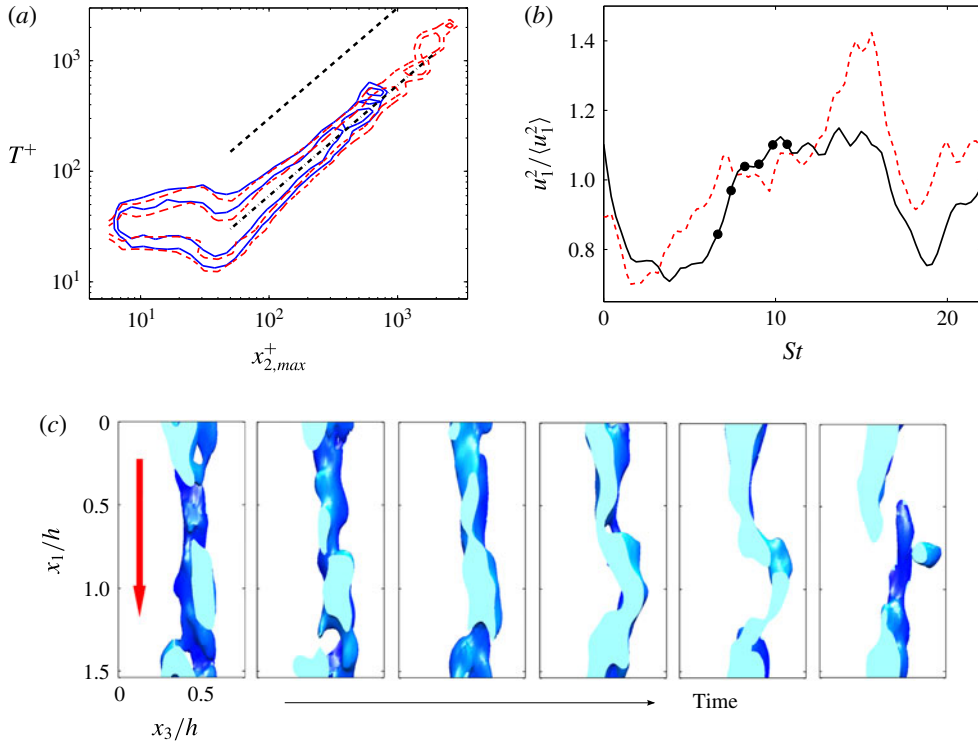 (a)
10^3
T^+
10^2
10^1
10^1 10^2 10^3
x^+_{2,max}
(b)
1.4
1.2
1.0
0.8
u_1^2/⟨u_1^2⟩
0 10 20
St
(c)
0
0.5
1.0
1.5
x_1/h
0 0.5
x_3/h
Time